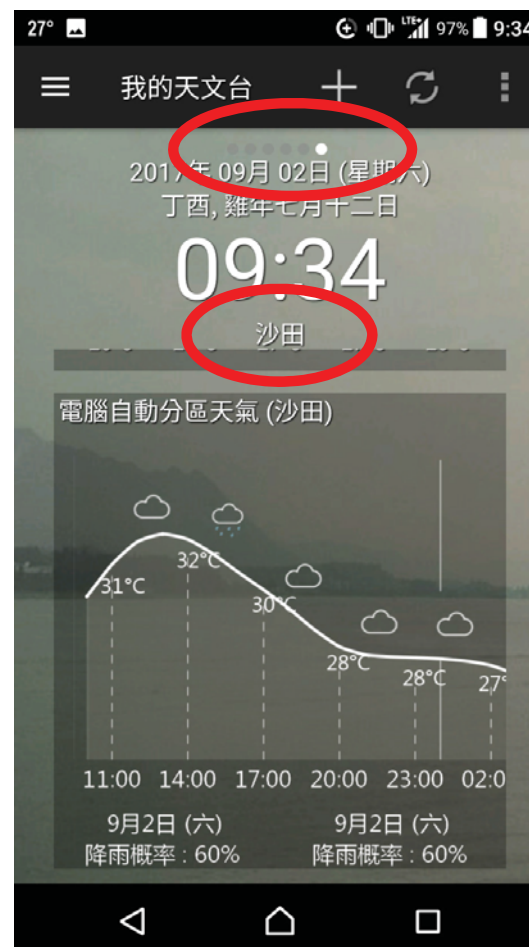 27° 97% 9:34
我的天文台
2017年 09月 02日 (星期六)
丁酉, 雞年七月十二日
09:34
沙田
電腦自動分區天氣 (沙田)
31°C 32°C 30°C 28°C 28°C 27°
11:00 14:00 17:00 20:00 23:00 02:0
9月2日 (六) 9月2日 (六)
降雨概率 : 60% 降雨概率 : 60%